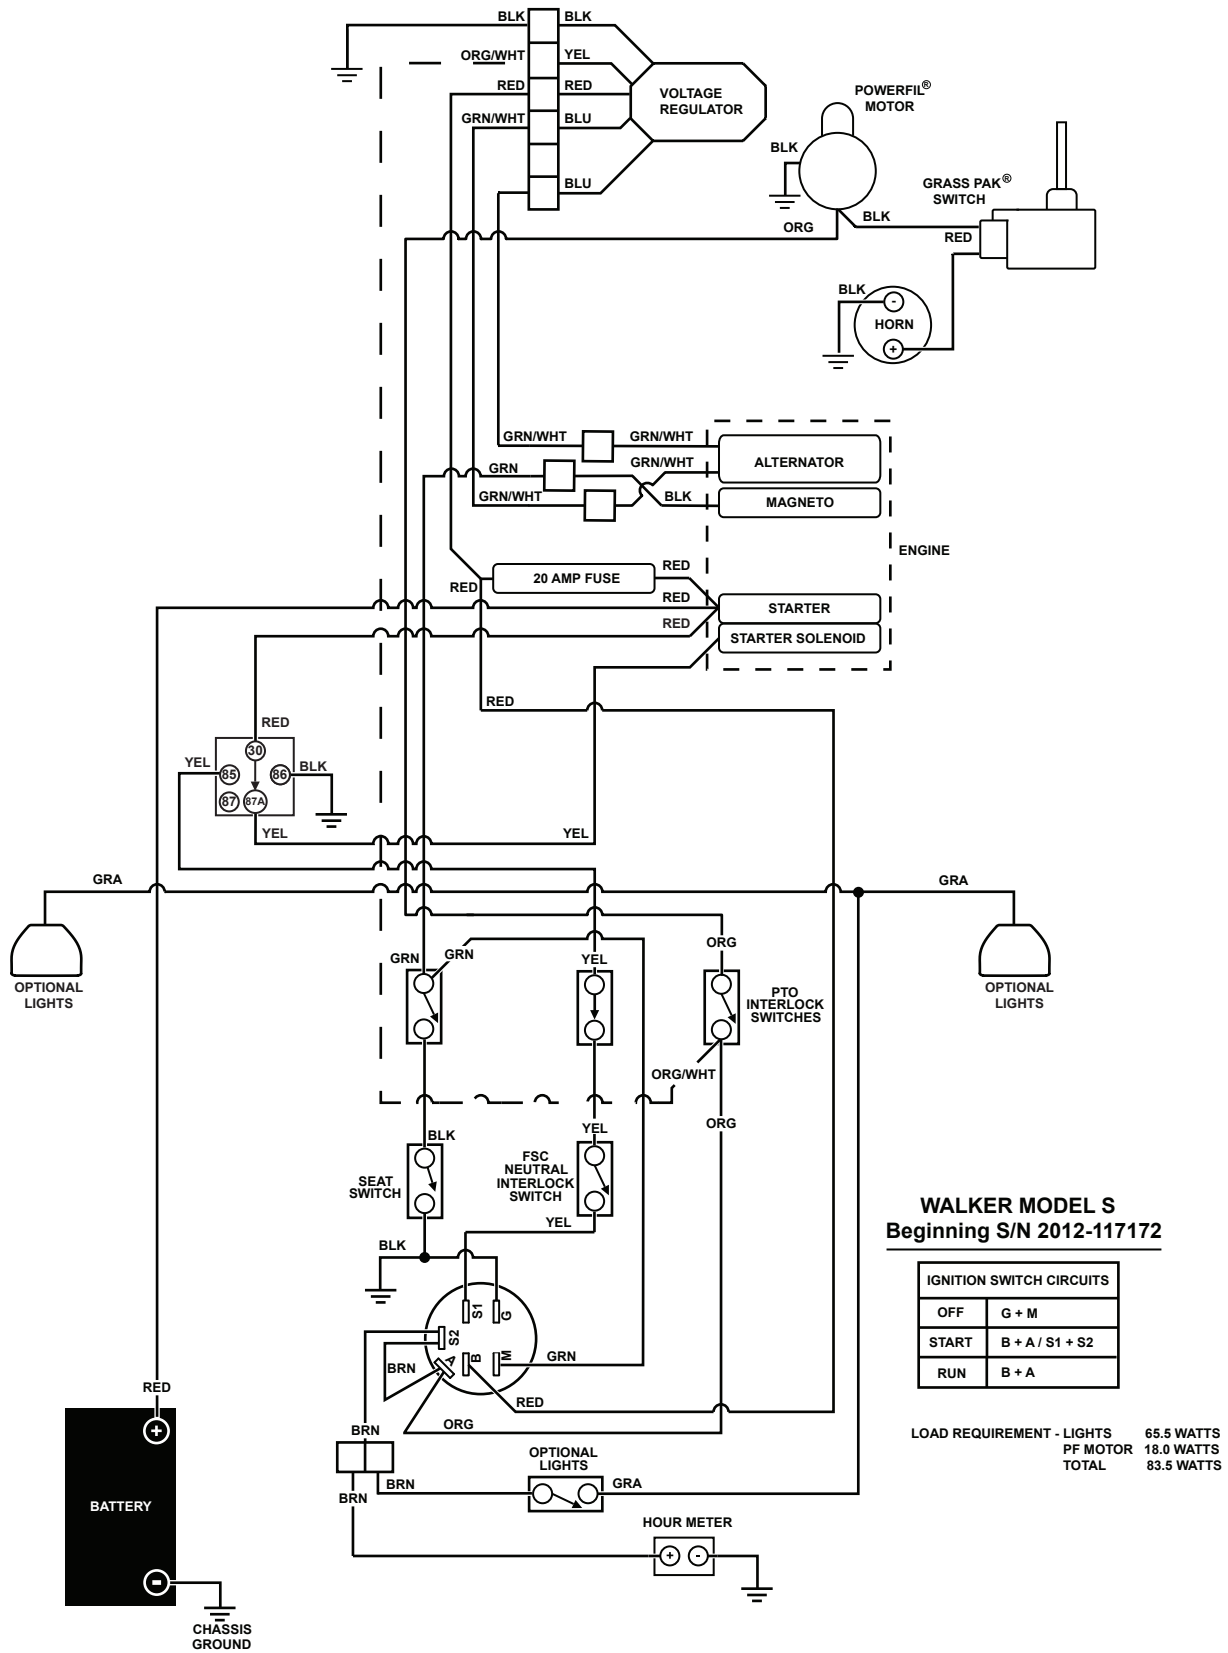 BLK
BLK
ORG/WHT
YEL
RED
RED
GRN/WHT
BLU
BLU
VOLTAGE
REGULATOR
POWERFIL®
MOTOR
BLK
GRASS PAK®
SWITCH
BLK
ORG
RED
BLK
-
HORN
+
GRN/WHT
GRN/WHT
ALTERNATOR
GRN
GRN/WHT
GRN/WHT
BLK
MAGNETO
ENGINE
RED
20 AMP FUSE
RED
RED
STARTER
RED
STARTER SOLENOID
RED
RED
30
YEL
85
86
BLK
87
87A
YEL
YEL
GRA
GRA
OPTIONAL
LIGHTS
OPTIONAL
LIGHTS
GRN
GRN
YEL
ORG
PTO
INTERLOCK
SWITCHES
ORG/WHT
ORG
BLK
YEL
SEAT
SWITCH
FSC
NEUTRAL
INTERLOCK
SWITCH
YEL
BLK
S1
G
S2
A
B
M
BRN
GRN
RED
ORG
WALKER MODEL S
Beginning S/N 2012-117172
IGNITION SWITCH CIRCUITS
OFF G + M
START B + A / S1 + S2
RUN B + A
LOAD REQUIREMENT - LIGHTS 65.5 WATTS
PF MOTOR 18.0 WATTS
TOTAL 83.5 WATTS
RED
+
BATTERY
-
CHASSIS
GROUND
BRN
BRN
BRN
OPTIONAL
LIGHTS
GRA
HOUR METER
+
-